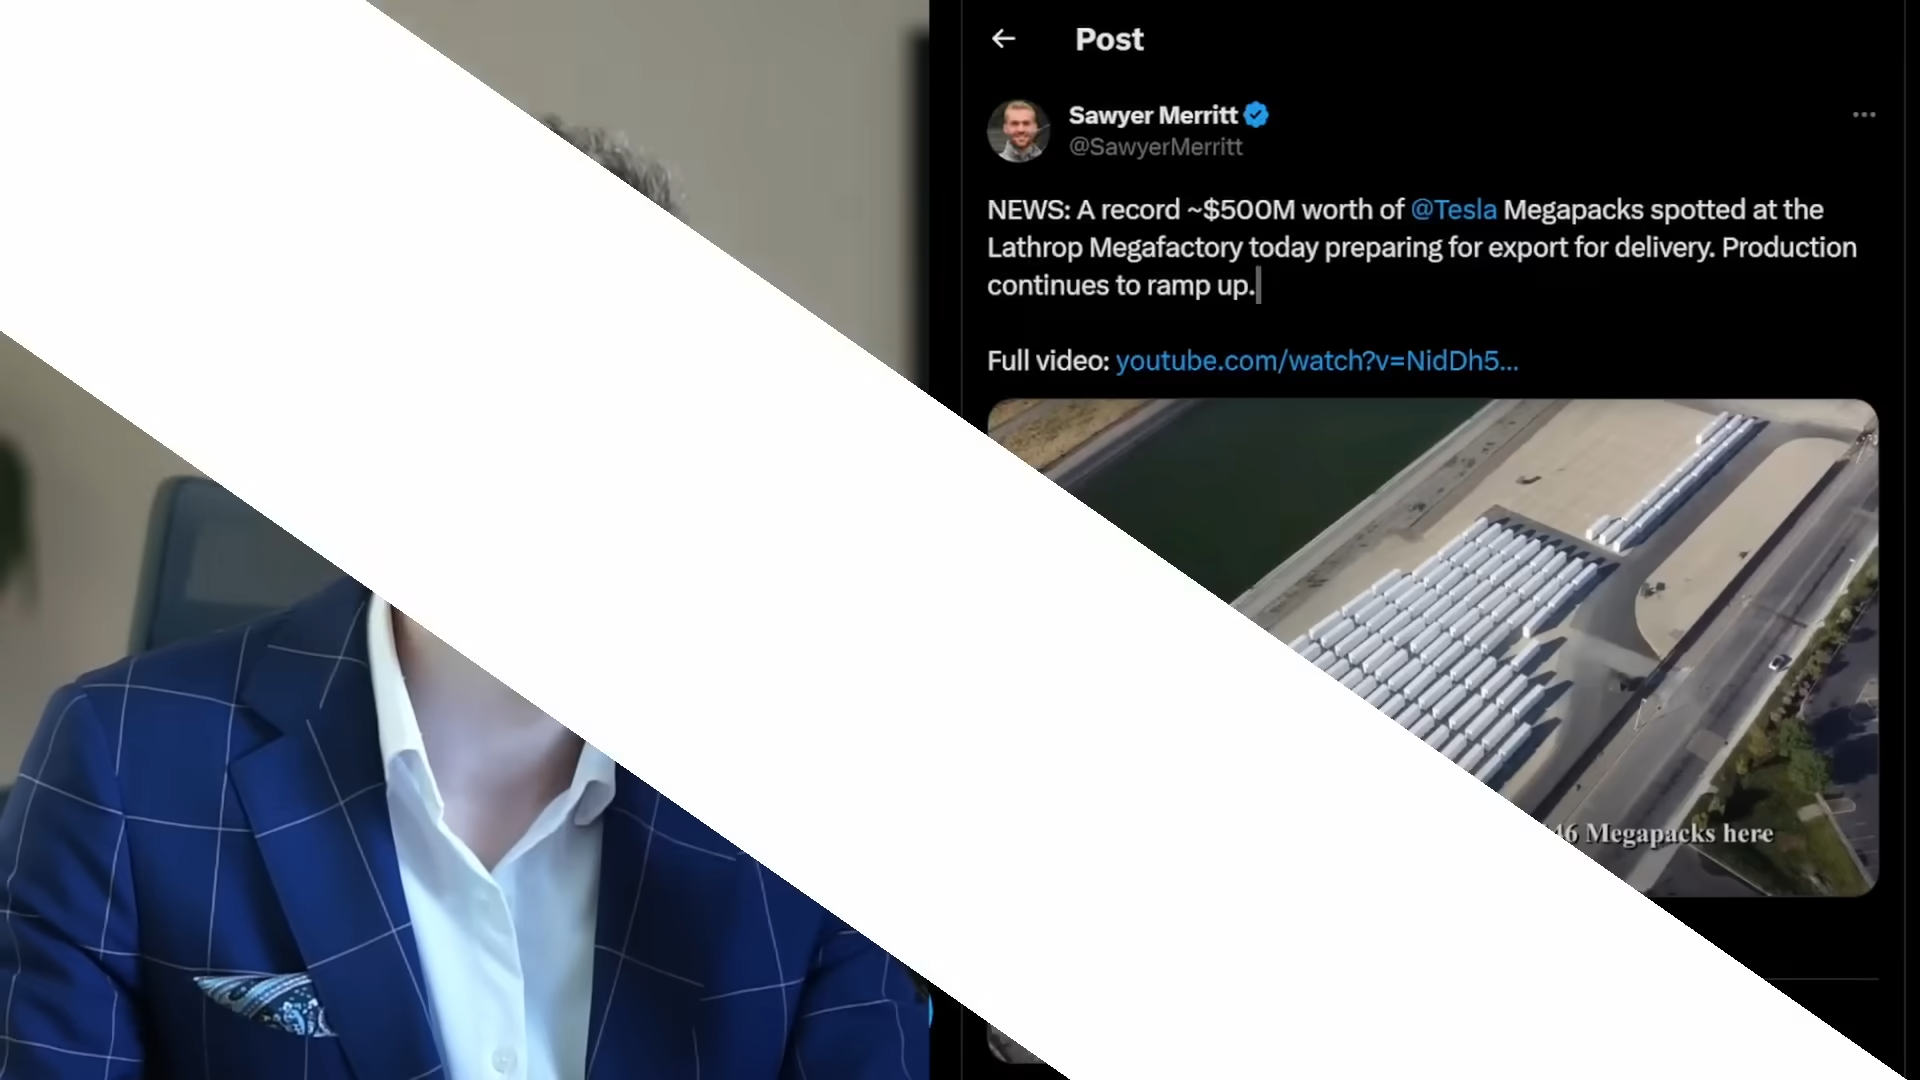 Post
Sawyer Merritt
@SawyerMerritt
NEWS: A record ~$500M worth of @Tesla Megapacks spotted at the
Lathrop Megafactory today preparing for export for delivery. Production
continues to ramp up.
Full video: youtube.com/watch?v=NidDh5...
Megapacks here